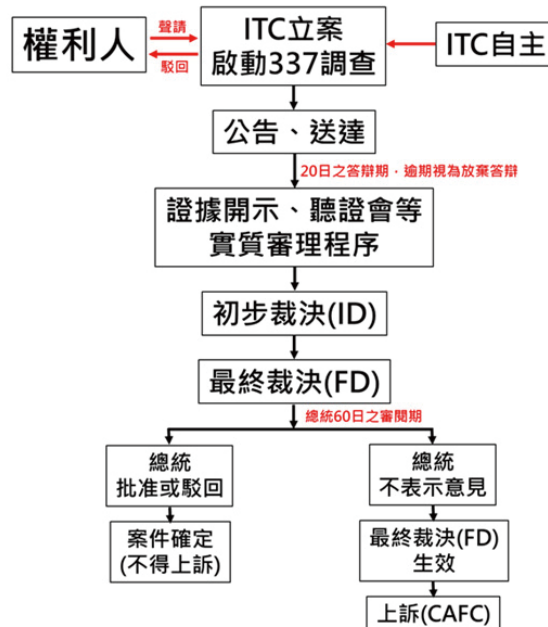 權利人
聲請
駁回
ITC立案
啟動337調查
ITC自主
公告、送達
20日之答辯期，逾期視為放棄答辯
證據開示、聽證會等
實質審理程序
初步裁決(ID)
最終裁決(FD)
總統60日之審閱期
總統
批准或駁回
總統
不表示意見
案件確定
(不得上訴)
最終裁決(FD)
生效
上訴(CAFC)